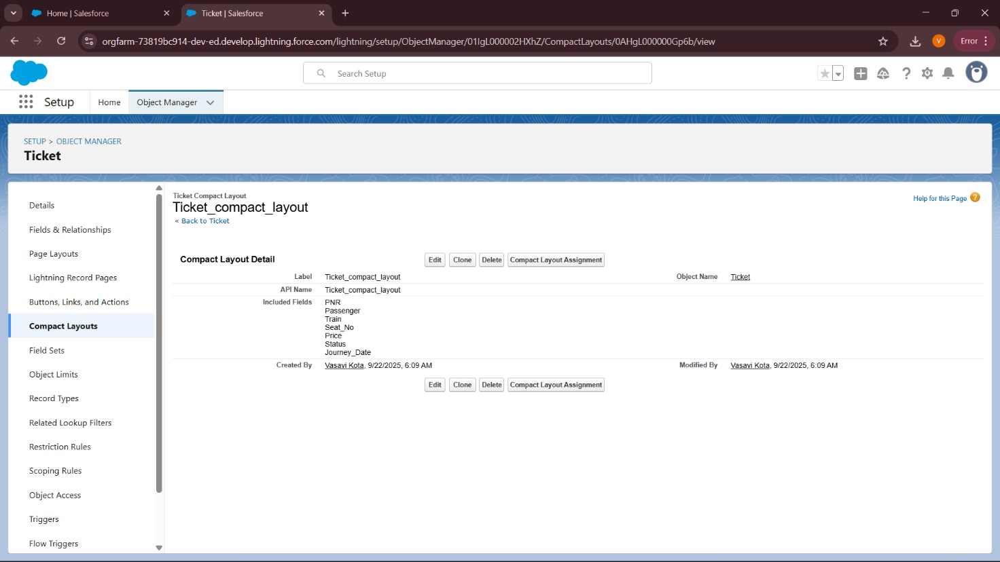 Home | Salesforce
Ticket | Salesforce
orgfarm-73819bc914-dev-ed.develop.lightning.force.com/lightning/setup/ObjectManager/01IgL000002HXhZ/CompactLayouts/0AHgL000000Gp6b/view
V
Error
Search Setup
Setup
Home
Object Manager
SETUP > OBJECT MANAGER
Ticket
Details
Fields & Relationships
Page Layouts
Lightning Record Pages
Buttons, Links, and Actions
Compact Layouts
Field Sets
Object Limits
Record Types
Related Lookup Filters
Restriction Rules
Scoping Rules
Object Access
Triggers
Flow Triggers
Ticket Compact Layout
Ticket_compact_layout
« Back to Ticket
Help for this Page ?
Compact Layout Detail
Edit Clone Delete Compact Layout Assignment
Label Ticket_compact_layout Object Name Ticket
API Name Ticket_compact_layout
Included Fields PNR
Passenger
Train
Seat_No
Price
Status
Journey_Date
Created By Vasavi Kota, 9/22/2025, 6:09 AM Modified By Vasavi Kota, 9/22/2025, 6:09 AM
Edit Clone Delete Compact Layout Assignment